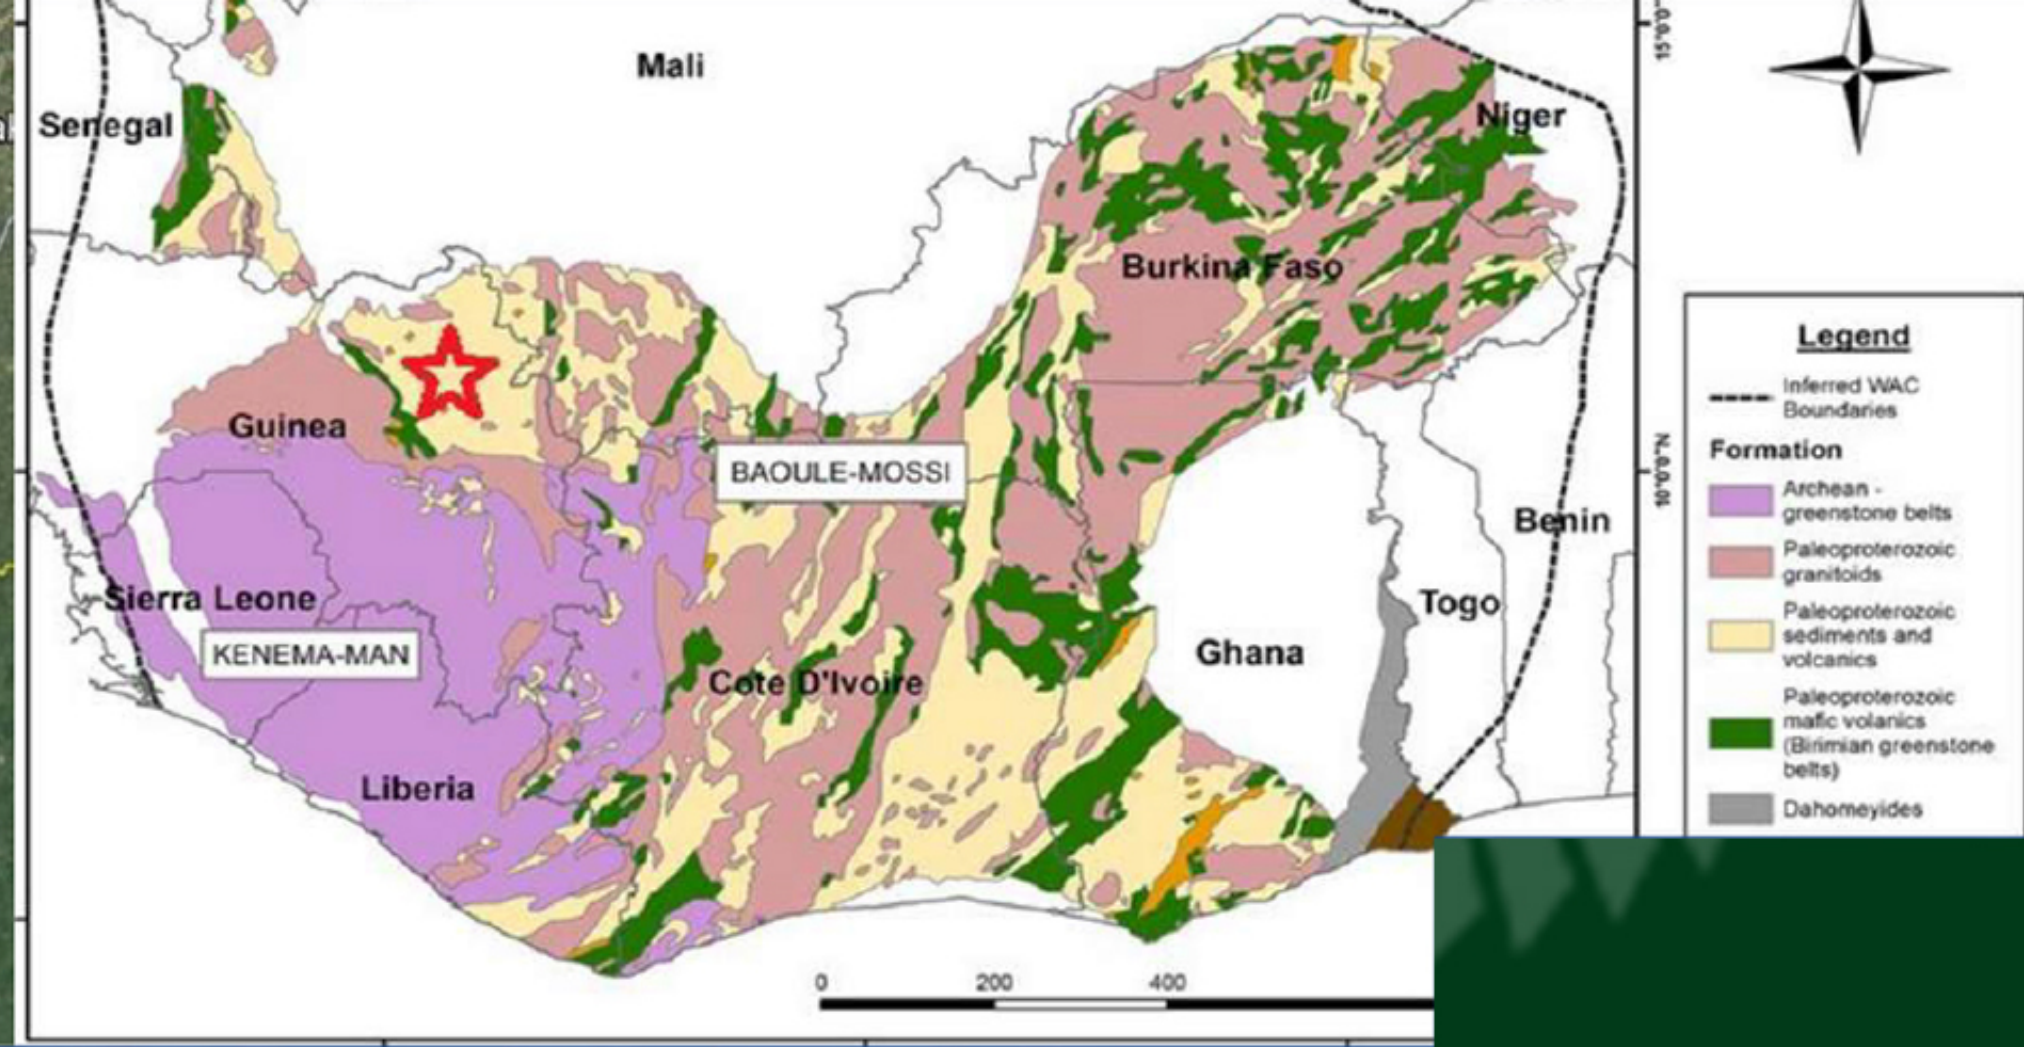 Mali
Senegal
Niger
Burkina Faso
Guinea
BAOULE-MOSSI
Benin
Sierra Leone
Togo
KENEMA-MAN
Ghana
Cote D'Ivoire
Liberia
0 200 400
15°0'0"
10°0'0"N
Legend
Inferred WAC
Boundaries
Formation
Archean -
greenstone belts
Paleoproterozoic
granitoids
Paleoproterozoic
sediments and
volcanics
Paleoproterozoic
mafic volanics
(Birimian greenstone
belts)
Dahomeyides